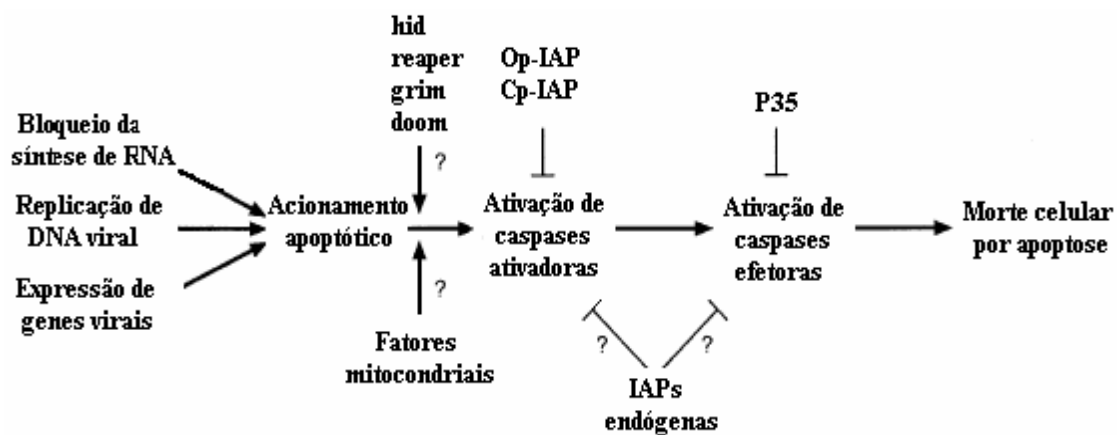 hid
reaper
grim
doom
Op-IAP
Cp-IAP
P35
Bloqueio da
síntese de RNA
Replicação de
DNA viral
Expressão de
genes virais
Acionamento
apoptótico
?
?
Fatores
mitocondriais
Ativação de
caspases
ativadoras
Ativação de
caspases
efetoras
Morte celular
por apoptose
?
?
IAPs
endógenas